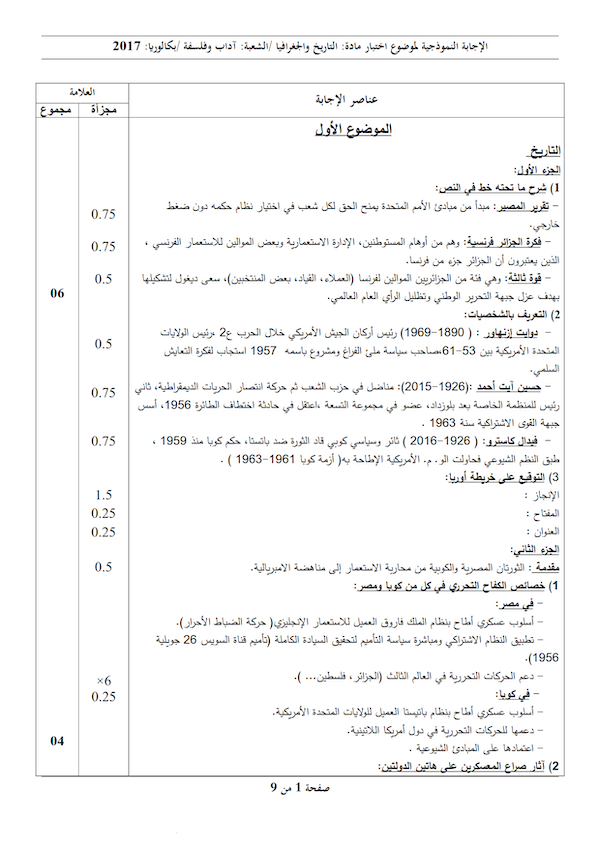 الإجابة النموذجية لموضوع اختبار مادة: التاريخ والجغرافيا /الشعبة: آداب وفلسفة /بكالوريا: 2017
عناصر الإجابة
العلامة
مجزأة
مجموع
الموضوع الأول
التاريخ
الجزء الأول:
1) شرح ما تحته خط في النص:
– تقرير المصير: مبدأ من مبادئ الأمم المتحدة يمنح الحق لكل شعب في اختيار نظام حكمه دون ضغط
خارجي.
0.75
– فكرة الجزائر فرنسية: وهم من أوهام المستوطنين، الإدارة الاستعمارية وبعض الموالين للاستعمار الفرنسي ،
الذين يعتبرون أن الجزائر جزء من فرنسا.
0.75
– قوة ثالثة: وهي فئة من الجزائريين الموالين لفرنسا (العملاء، القياد، بعض المنتخبين)، سعى ديغول لتشكيلها
بهدف عزل جبهة التحرير الوطني وتظليل الرأي العام العالمي.
0.5
06
2) التعريف بالشخصيات:
– دوايت إزنهاور : ( 1890–1969) رئيس أركان الجيش الأمريكي خلال الحرب ع2 ،رئيس الولايات
المتحدة الأمريكية بين 53–61،صاحب سياسة ملئ الفراغ ومشروع باسمه 1957 استجاب لفكرة التعايش
السلمي.
0.5
– حسين آيت أحمد :(1926–2015): مناضل في حزب الشعب ثم حركة انتصار الحريات الديمقراطية، ثاني
رئيس للمنظمة الخاصة بعد بلوزداد، عضو في مجموعة التسعة ،اعتقل في حادثة اختطاف الطائرة 1956، أسس
جبهة القوى الاشتراكية سنة 1963 .
0.75
– فيدال كاسترو: ( 1926–2016 ) ثائر وسياسي كوبي قاد الثورة ضد باتستا، حكم كوبا منذ 1959 ،
طبق النظم الشيوعي فحاولت الو. م. الأمريكية الإطاحة به( أزمة كوبا 1961–1963 ) .
0.75
3) التوقيع على خريطة أوربا:
الإنجاز :
1.5
المفتاح :
0.25
العنوان :
0.25
الجزء الثاني:
مقدمة : الثورتان المصرية والكوبية من محاربة الاستعمار إلى مناهضة الامبريالية.
0.5
1) خصائص الكفاح التحرري في كل من كوبا ومصر:
– في مصر:
– أسلوب عسكري أطاح بنظام الملك فاروق العميل للاستعمار الإنجليزي( حركة الضباط الأحرار).
– تطبيق النظام الاشتراكي ومباشرة سياسة التأميم لتحقيق السيادة الكاملة (تأميم قناة السويس 26 جويلية
1956).
– دعم الحركات التحررية في العالم الثالث (الجزائر، فلسطين... ).
×6
– في كوبا:
0.25
– أسلوب عسكري أطاح بنظام باتيستا العميل للولايات المتحدة الأمريكية.
– دعمها للحركات التحررية في دول أمريكا اللاتينية.
– اعتمادها على المبادئ الشيوعية .
04
2) آثار صراع المعسكرين على هاتين الدولتين:
صفحة 1 من 9